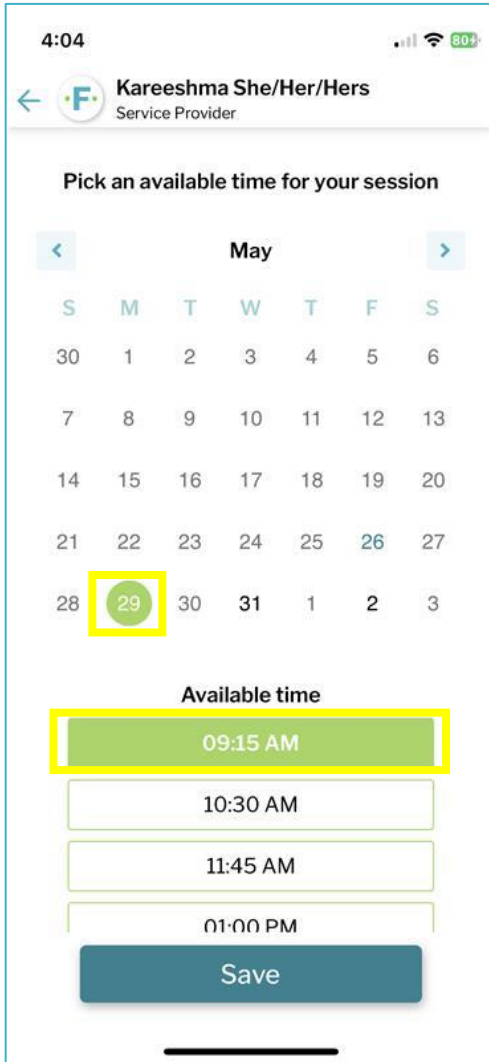 4:04
80
·F· Kareeshma She/Her/Hers
Service Provider
Pick an available time for your session
< May >
S M T W T F S
30 1 2 3 4 5 6
7 8 9 10 11 12 13
14 15 16 17 18 19 20
21 22 23 24 25 26 27
28 29 30 31 1 2 3
Available time
09:15 AM
10:30 AM
11:45 AM
01:00 PM
Save